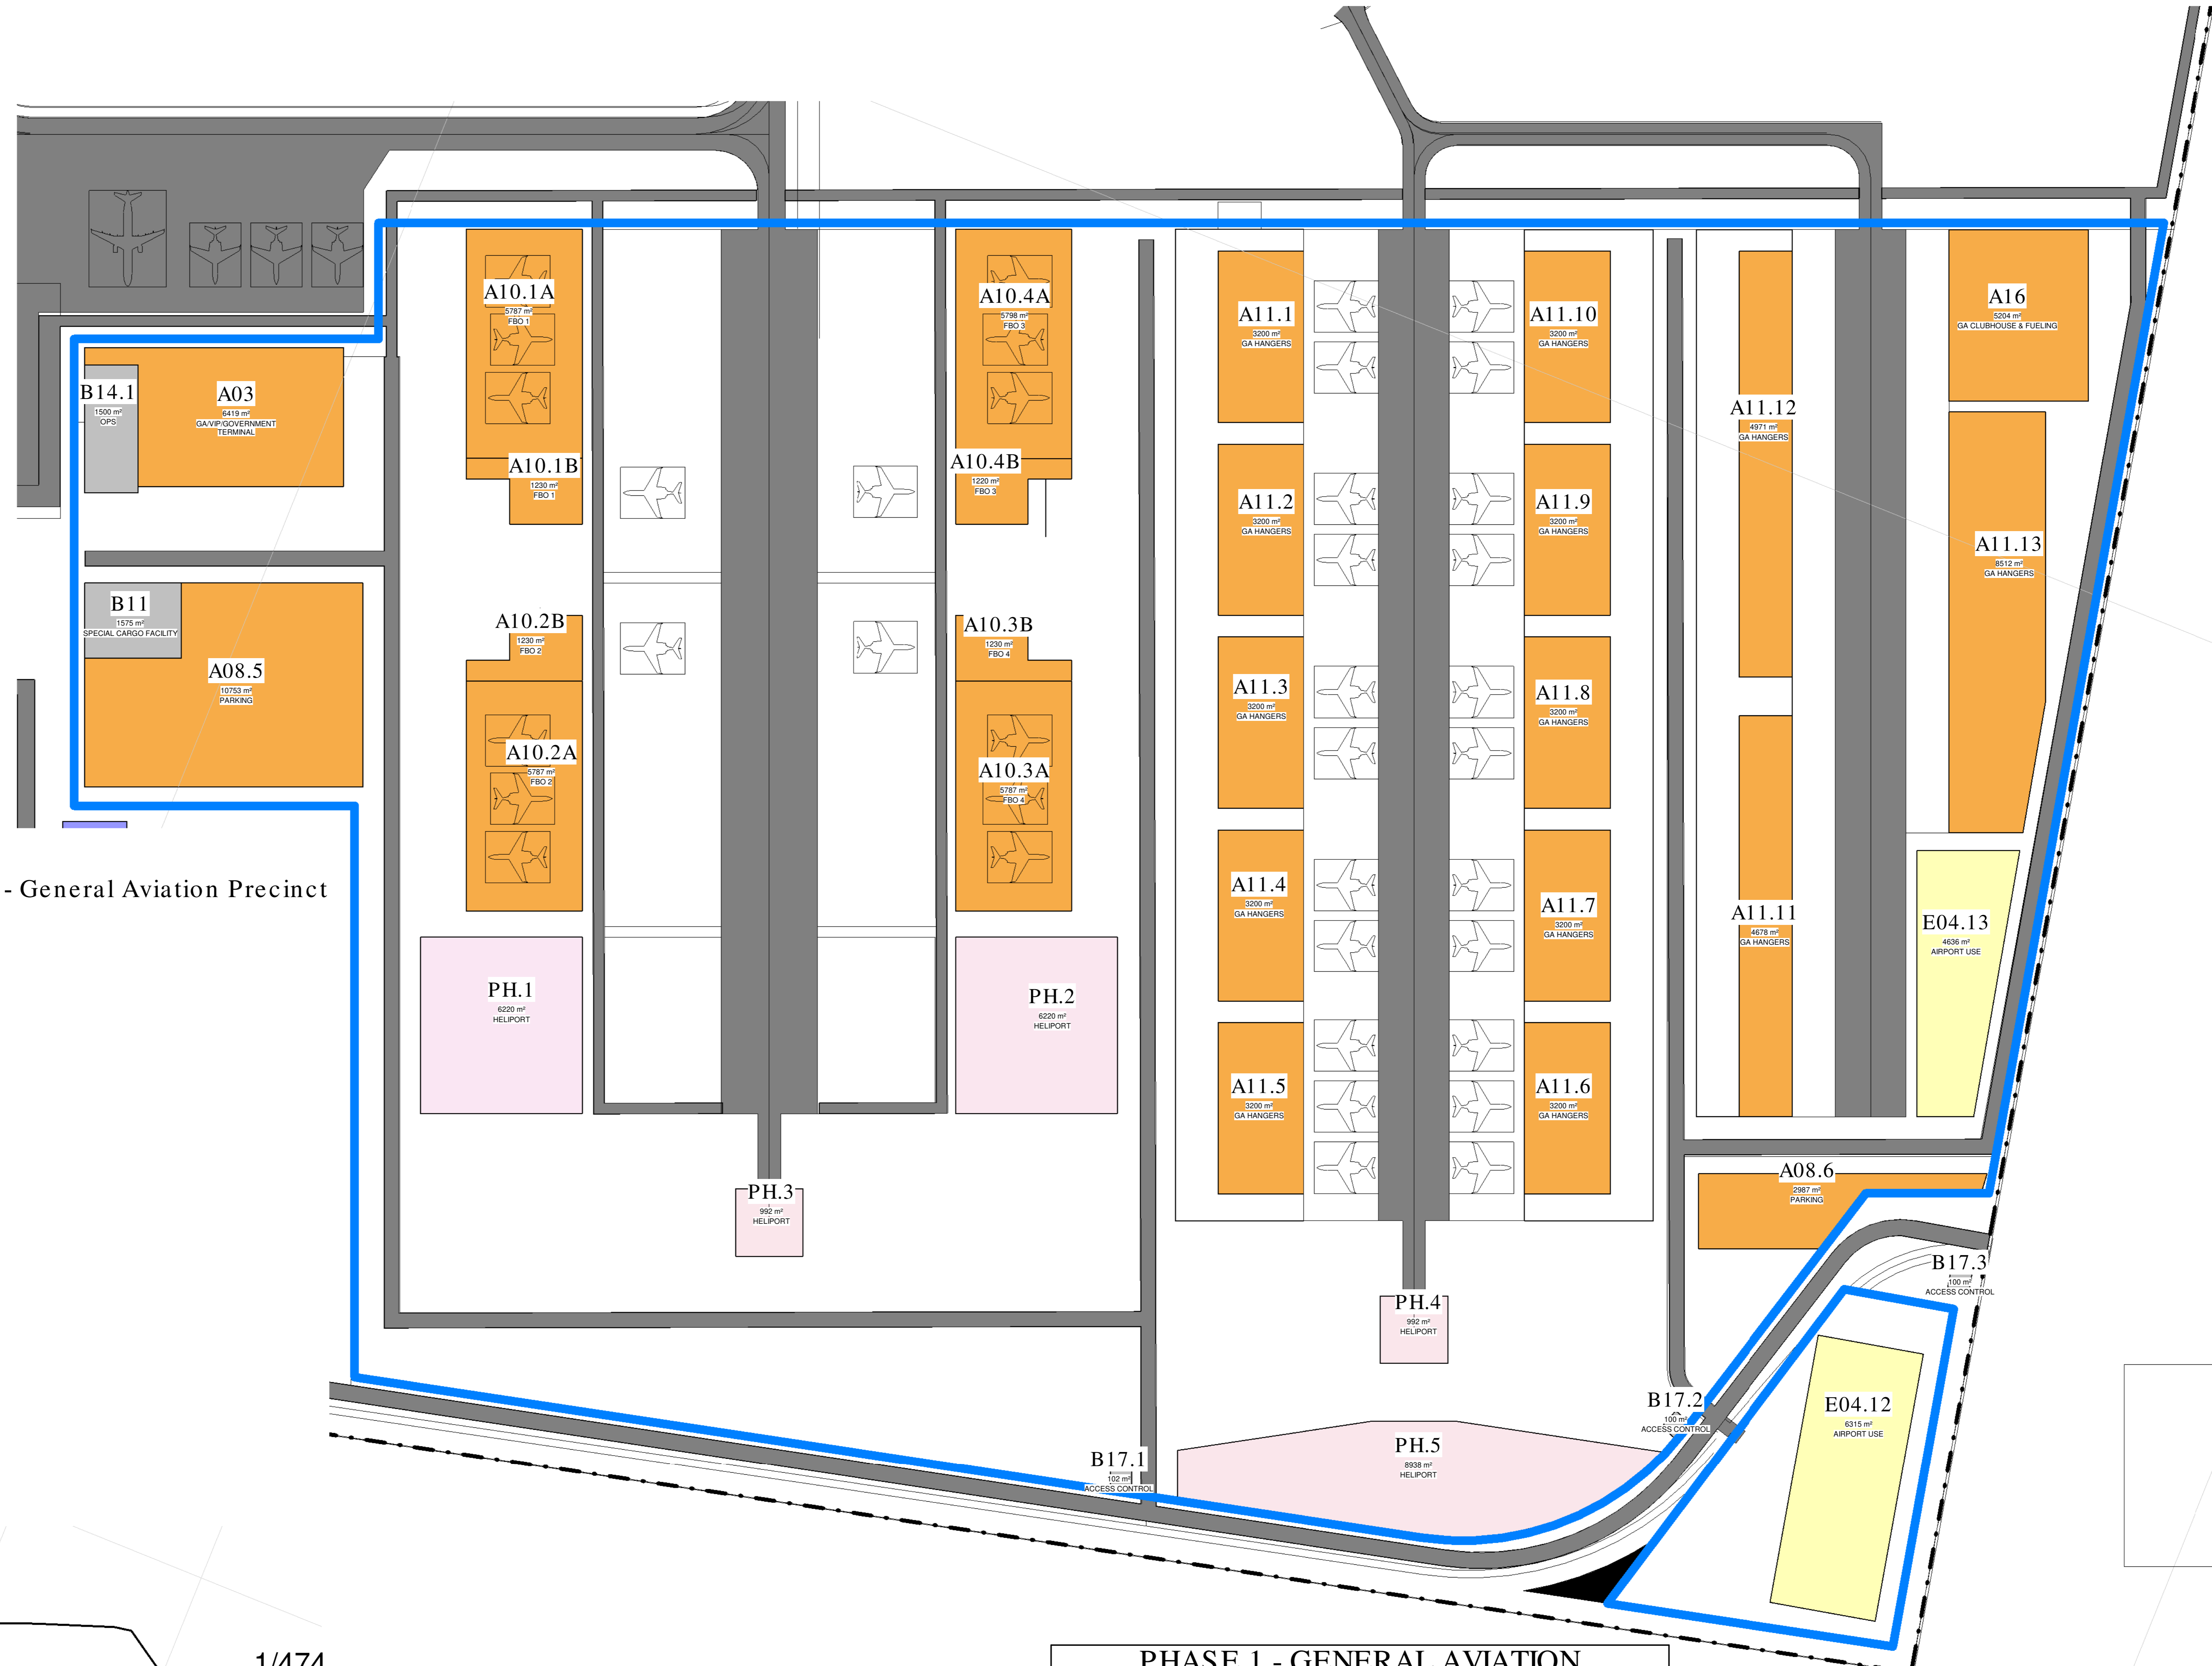 A10.1A
5787 m²
FBO 1
A10.4A
5798 m²
FBO 3
A11.1
3200 m²
GA HANGERS
A11.10
3200 m²
GA HANGERS
A16
5204 m²
GA CLUBHOUSE & FUELING
B14.1
1500 m²
OPS
A03
6419 m²
GA/VIP/GOVERNMENT
TERMINAL
A11.12
4971 m²
GA HANGERS
A10.1B
1230 m²
FBO 1
A10.4B
1220 m²
FBO 3
A11.2
3200 m²
GA HANGERS
A11.9
3200 m²
GA HANGERS
A11.13
8512 m²
GA HANGERS
B11
1575 m²
SPECIAL CARGO FACILITY
A10.2B
1230 m²
FBO 2
A10.3B
1230 m²
FBO 4
A08.5
10753 m²
PARKING
A11.3
3200 m²
GA HANGERS
A11.8
3200 m²
GA HANGERS
A10.2A
5787 m²
FBO 2
A10.3A
5787 m²
FBO 4
- General Aviation Precinct
A11.4
3200 m²
GA HANGERS
A11.7
3200 m²
GA HANGERS
A11.11
4678 m²
GA HANGERS
E04.13
4636 m²
AIRPORT USE
PH.1
6220 m²
HELIPORT
PH.2
6220 m²
HELIPORT
A11.5
3200 m²
GA HANGERS
A11.6
3200 m²
GA HANGERS
A08.6
2987 m²
PARKING
PH.3
992 m²
HELIPORT
B17.3
100 m²
ACCESS CONTROL
PH.4
992 m²
HELIPORT
B17.2
100 m²
ACCESS CONTROL
E04.12
6315 m²
AIRPORT USE
PH.5
8938 m²
HELIPORT
B17.1
102 m²
ACCESS CONTROL
1/474
PHASE 1 - GENERAL AVIATION